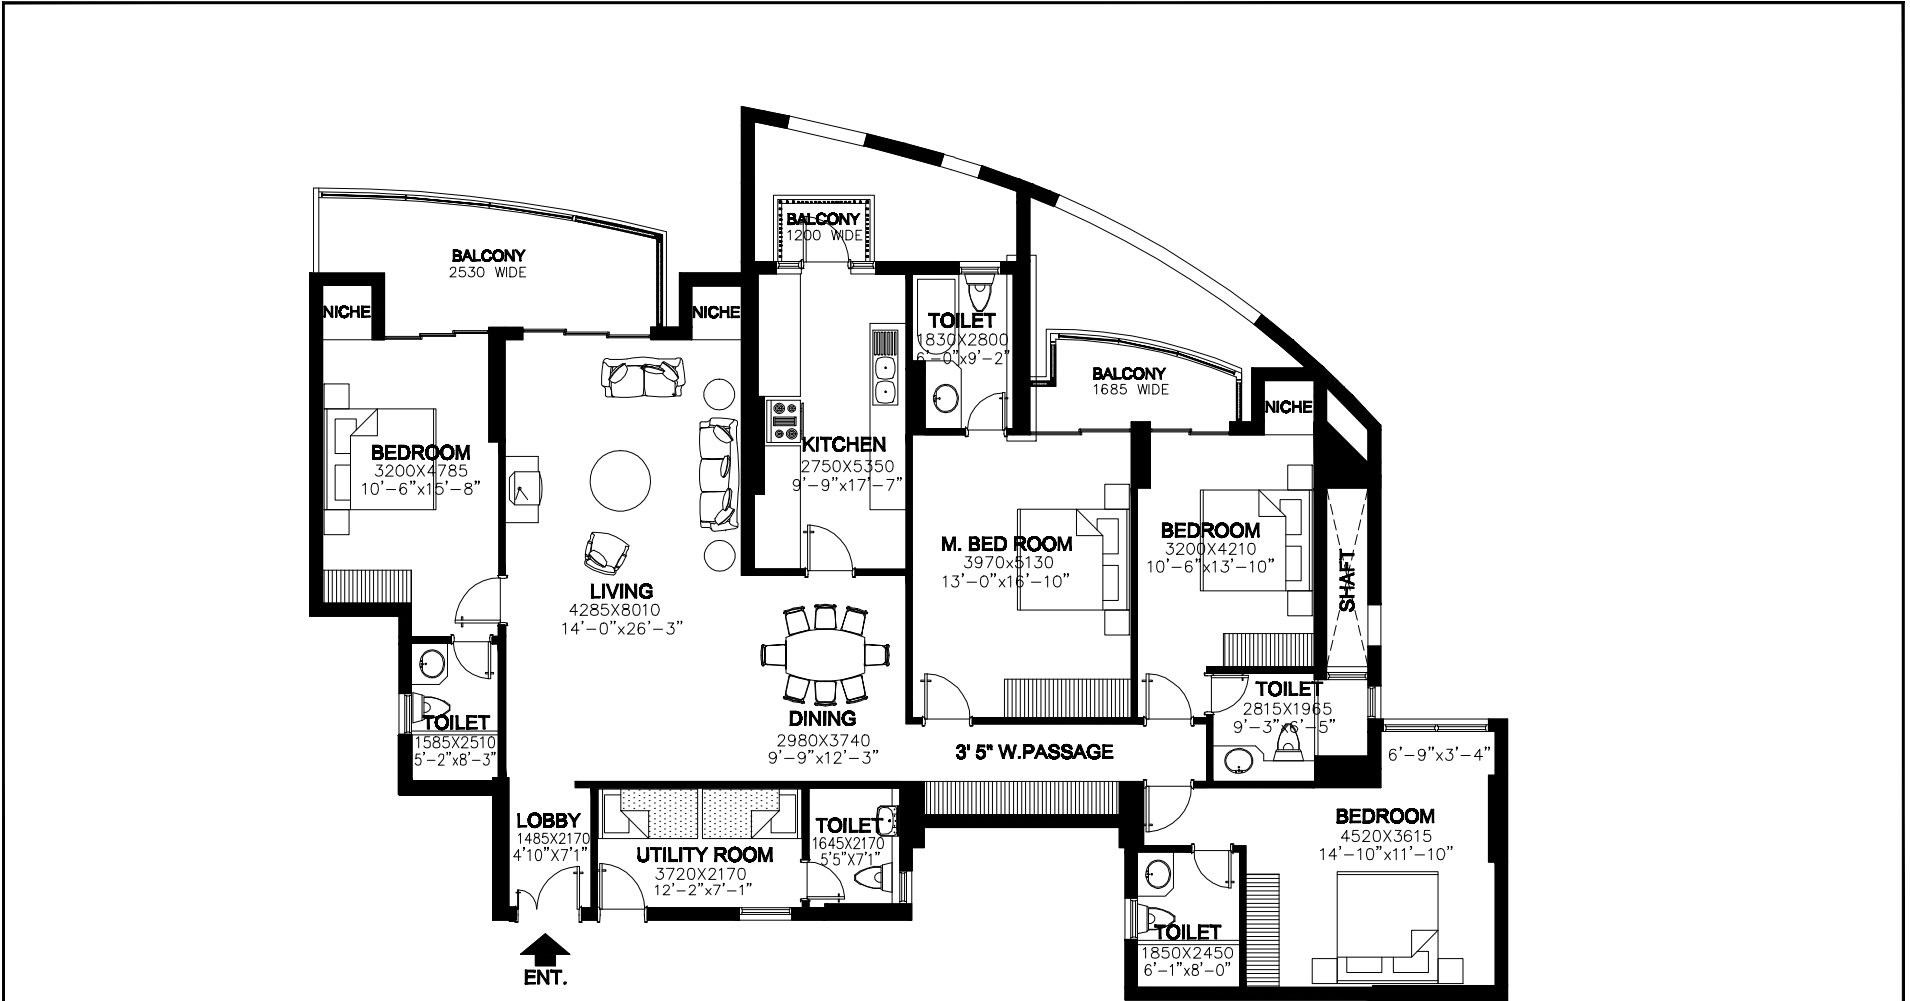 BALCONY
1200 WIDE
BALCONY
2530 WIDE
NICHE
NICHE
TOILET
1830X2800
6'-0"x9'-2"
BALCONY
1685 WIDE
NICHE
BEDROOM
3200X4785
10'-6"x15'-8"
KITCHEN
2750X5350
9'-9"x17'-7"
M. BED ROOM
3970x5130
13'-0"x16'-10"
BEDROOM
3200X4210
10'-6"x13'-10"
SHAFT
LIVING
4285X8010
14'-0"x26'-3"
TOILET
2815X1965
9'-3"x6'-5"
TOILET
1585X2510
5'-2"x8'-3"
DINING
2980X3740
9'-9"x12'-3"
3' 5" W.PASSAGE
6'-9"x3'-4"
LOBBY
1485X2170
4'10"X7'1"
UTILITY ROOM
3720X2170
12'-2"x7'-1"
TOILET
1645X2170
5'5"X7'1"
BEDROOM
4520X3615
14'-10"x11'-10"
TOILET
1850X2450
6'-1"x8'-0"
ENT.